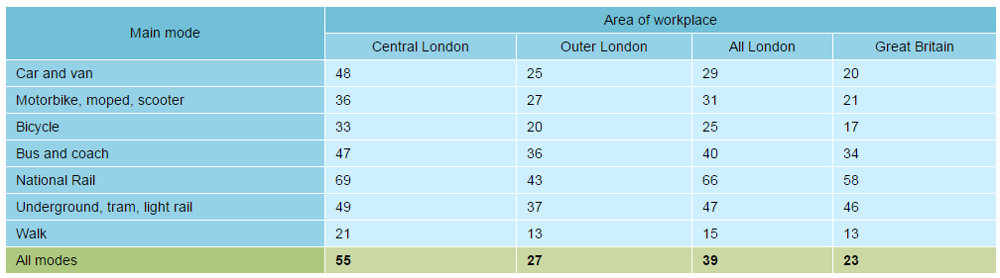 Main mode
Area of workplace
Central London Outer London All London Great Britain
Car and van 48 25 29 20
Motorbike, moped, scooter 36 27 31 21
Bicycle 33 20 25 17
Bus and coach 47 36 40 34
National Rail 69 43 66 58
Underground, tram, light rail 49 37 47 46
Walk 21 13 15 13
All modes 55 27 39 23